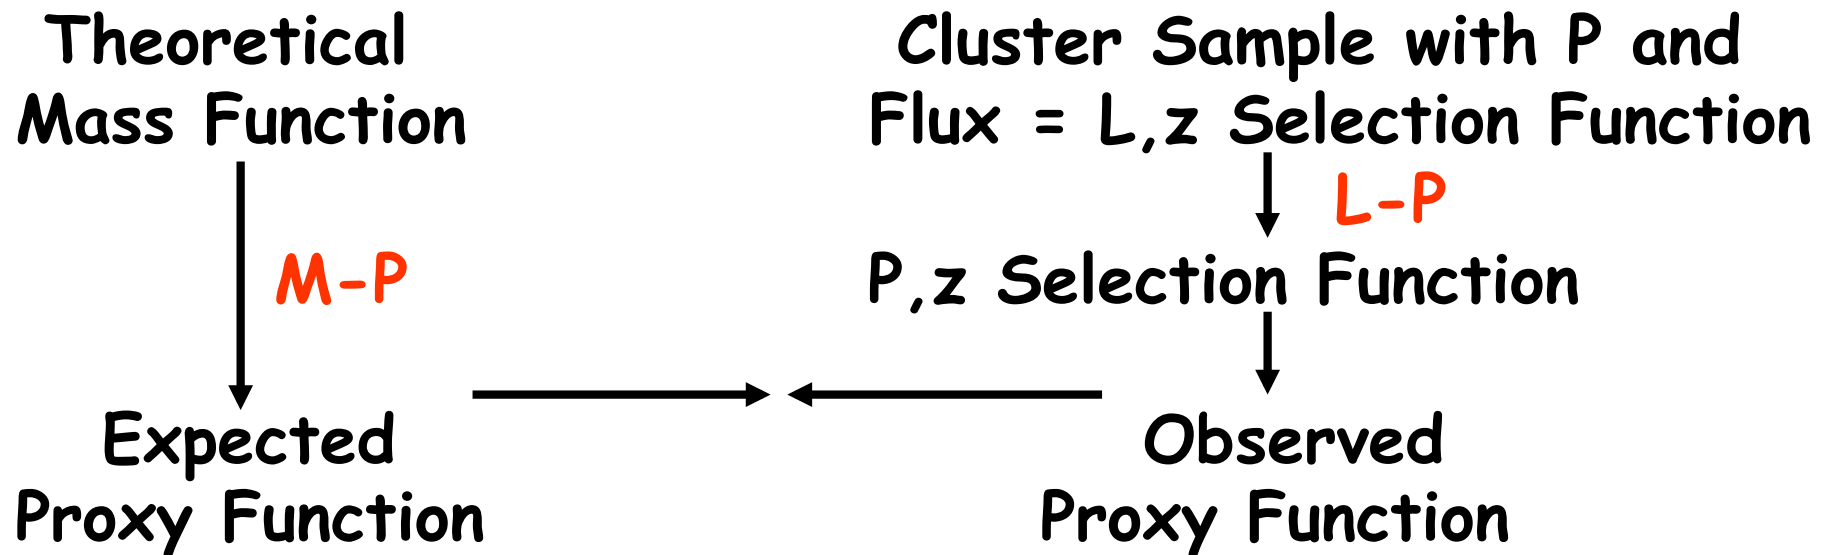 Theoretical
Mass Function
M-P
Expected
Proxy Function
Cluster Sample with P and
Flux = L,z Selection Function
L-P
P,z Selection Function
Observed
Proxy Function